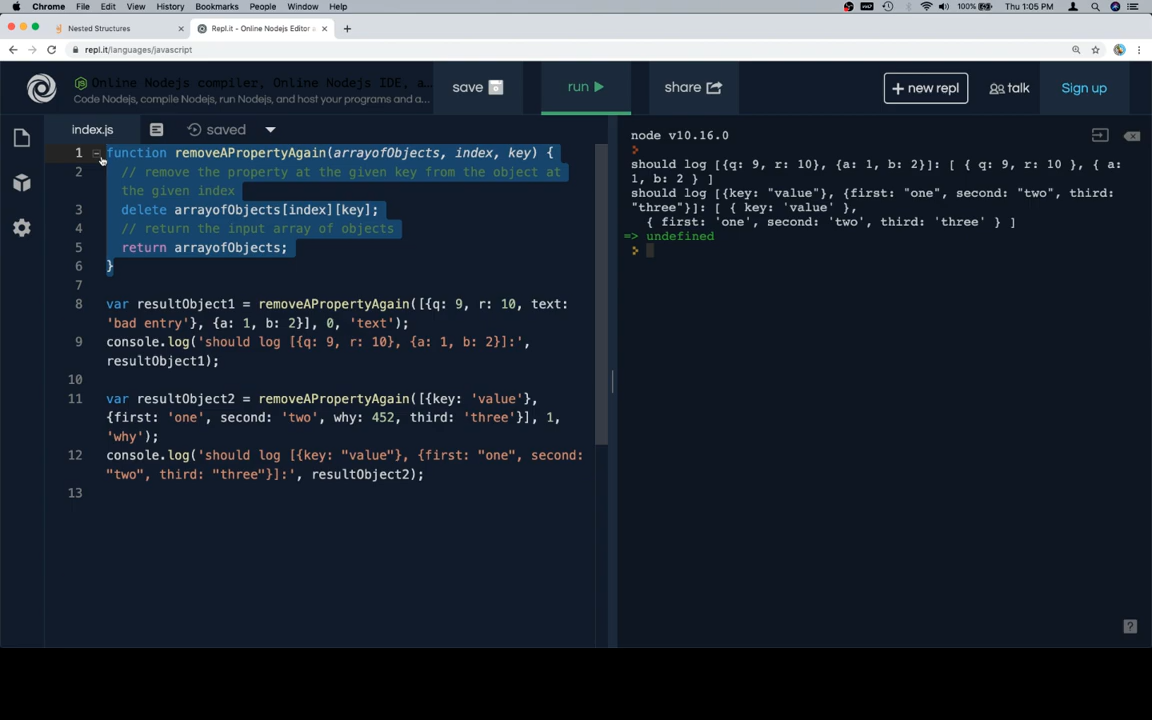 Chrome File Edit View History Bookmarks People Window Help 100% Thu 1:05 PM
Nested Structures
Repl.it - Online Nodejs Editor
repl.it/languages/javascript
Online Nodejs compiler, Online Nodejs IDE, a…
Code Nodejs, compile Nodejs, run Nodejs, and host your programs and a…
save
run
share
+ new repl
talk
Sign up
index.js
saved
1 function removeAPropertyAgain(arrayofObjects, index, key) {
2 // remove the property at the given key from the object at
the given index
3 delete arrayofObjects[index][key];
4 // return the input array of objects
5 return arrayofObjects;
6 }
7
8 var resultObject1 = removeAPropertyAgain([{q: 9, r: 10, text:
'bad entry'}, {a: 1, b: 2}], 0, 'text');
9 console.log('should log [{q: 9, r: 10}, {a: 1, b: 2}]:',
resultObject1);
10
11 var resultObject2 = removeAPropertyAgain([{key: 'value'},
{first: 'one', second: 'two', why: 452, third: 'three'}], 1,
'why');
12 console.log('should log [{key: "value"}, {first: "one", second:
"two", third: "three"}]:', resultObject2);
13
node v10.16.0
should log [{q: 9, r: 10}, {a: 1, b: 2}]: [ { q: 9, r: 10 }, { a:
1, b: 2 } ]
should log [{key: "value"}, {first: "one", second: "two", third:
"three"}]: [ { key: 'value' },
{ first: 'one', second: 'two', third: 'three' } ]
=> undefined
?